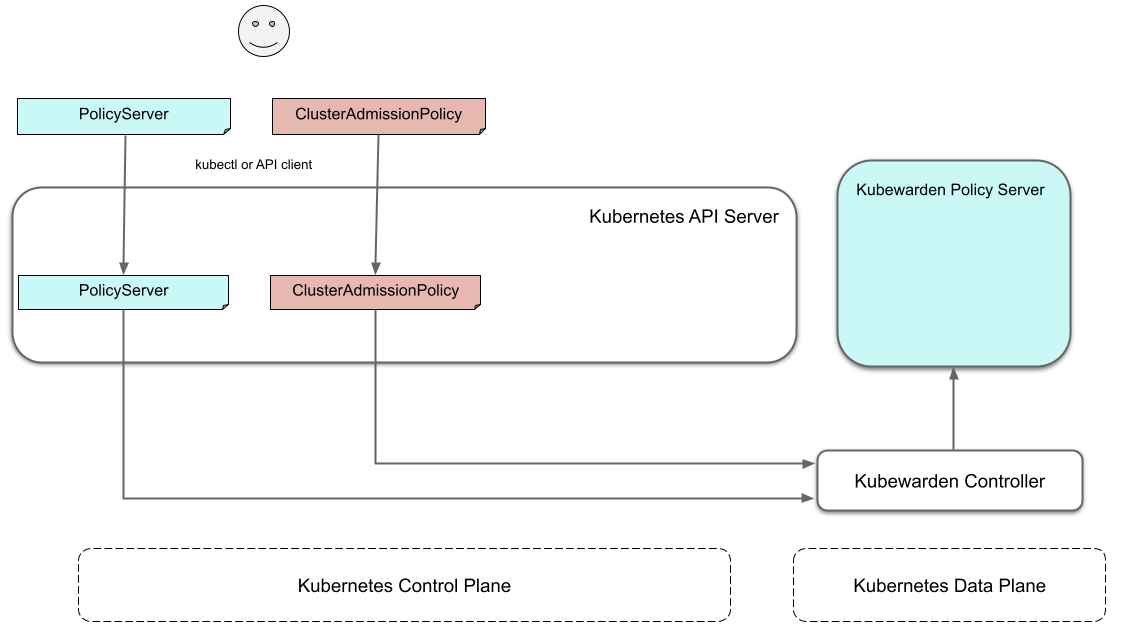 PolicyServer
ClusterAdmissionPolicy
kubectl or API client
Kubewarden Policy Server
Kubernetes API Server
PolicyServer
ClusterAdmissionPolicy
Kubewarden Controller
Kubernetes Control Plane
Kubernetes Data Plane